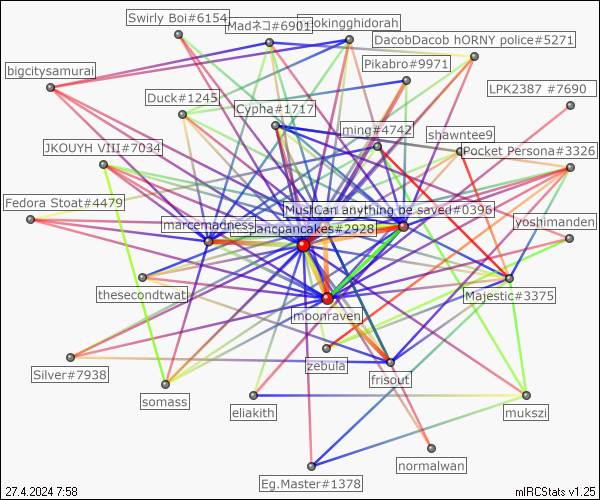 Swirly Boi#6154
Madネコ#6901
ookingghidorah
DacobDacob hORNY police#5271
Pikabro#9971
bigcitysamurai
LPK2387 #7690
Duck#1245
Cypha#1717
ming#4742
shawntee9
JKOUYH VIII#7034
Pocket Persona#3326
Fedora Stoat#4479
Can anything be saved#0396
marcemadness
pancpancakes#2928
yoshimanden
thesecondtwat
Majestic#3375
moonraven
zebula
Silver#7938
frisout
somass
eliakith
mukszi
normalwan
Eg.Master#1378
27.4.2024 7:58
mIRCStats v1.25